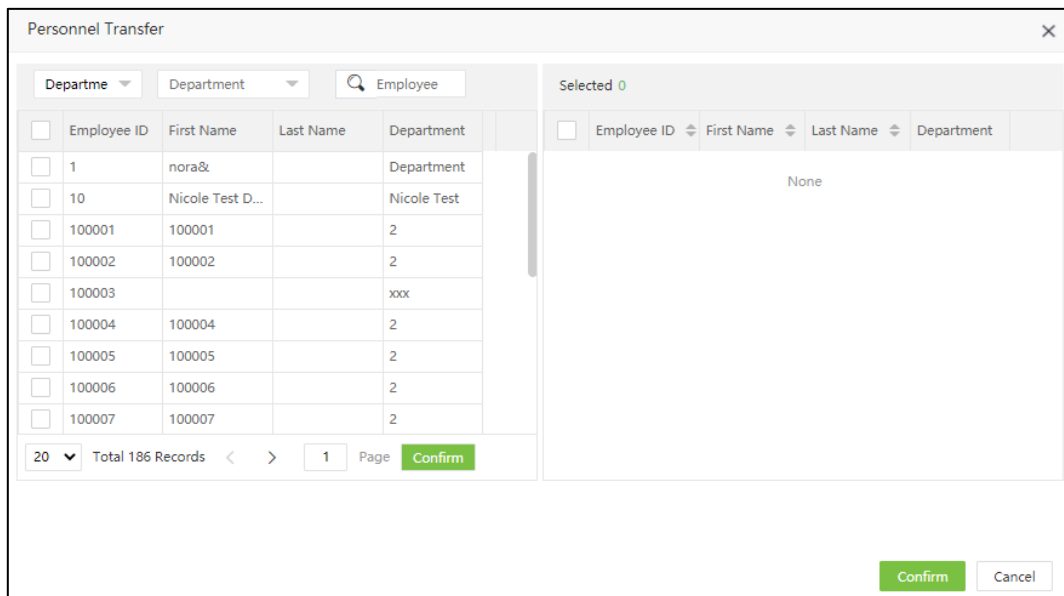 Personnel Transfer
Departme Department Employee
Employee ID First Name Last Name Department
1 nora& Department
10 Nicole Test D... Nicole Test
100001 100001 2
100002 100002 2
100003 xxx
100004 100004 2
100005 100005 2
100006 100006 2
100007 100007 2
20 Total 186 Records < > 1 Page Confirm
Selected 0
Employee ID First Name Last Name Department
None
Confirm Cancel